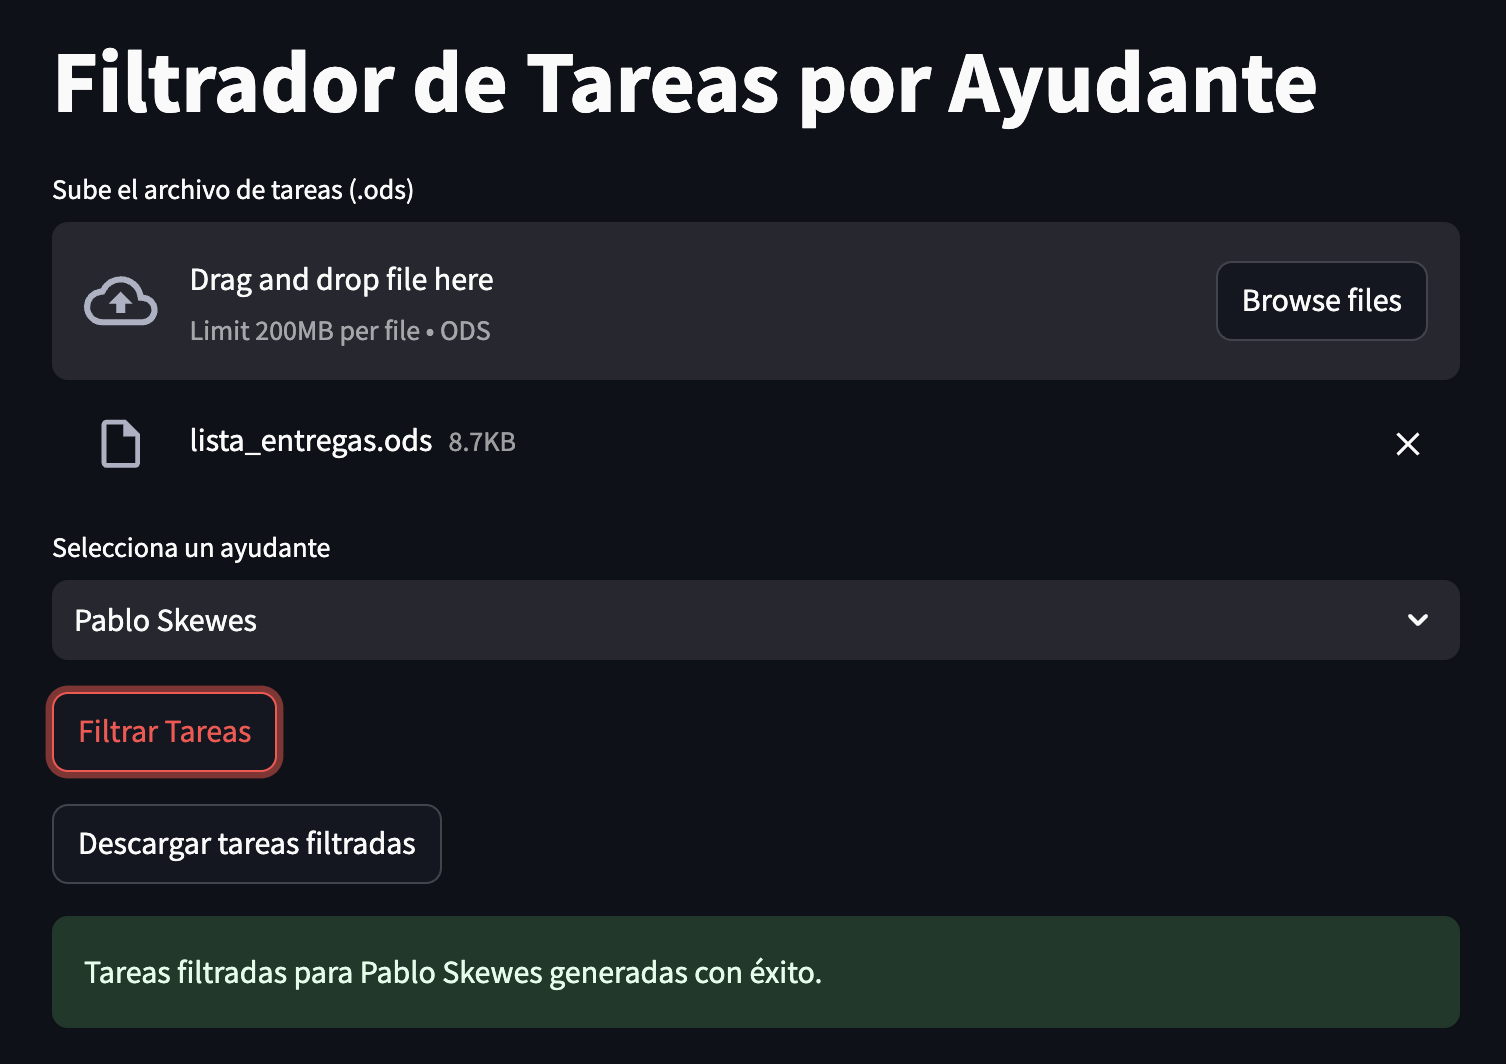 Filtrador de Tareas por Ayudante
Sube el archivo de tareas (.ods)
Drag and drop file here
Limit 200MB per file • ODS
Browse files
lista_entregas.ods 8.7KB
Selecciona un ayudante
Pablo Skewes
Filtrar Tareas
Descargar tareas filtradas
Tareas filtradas para Pablo Skewes generadas con éxito.